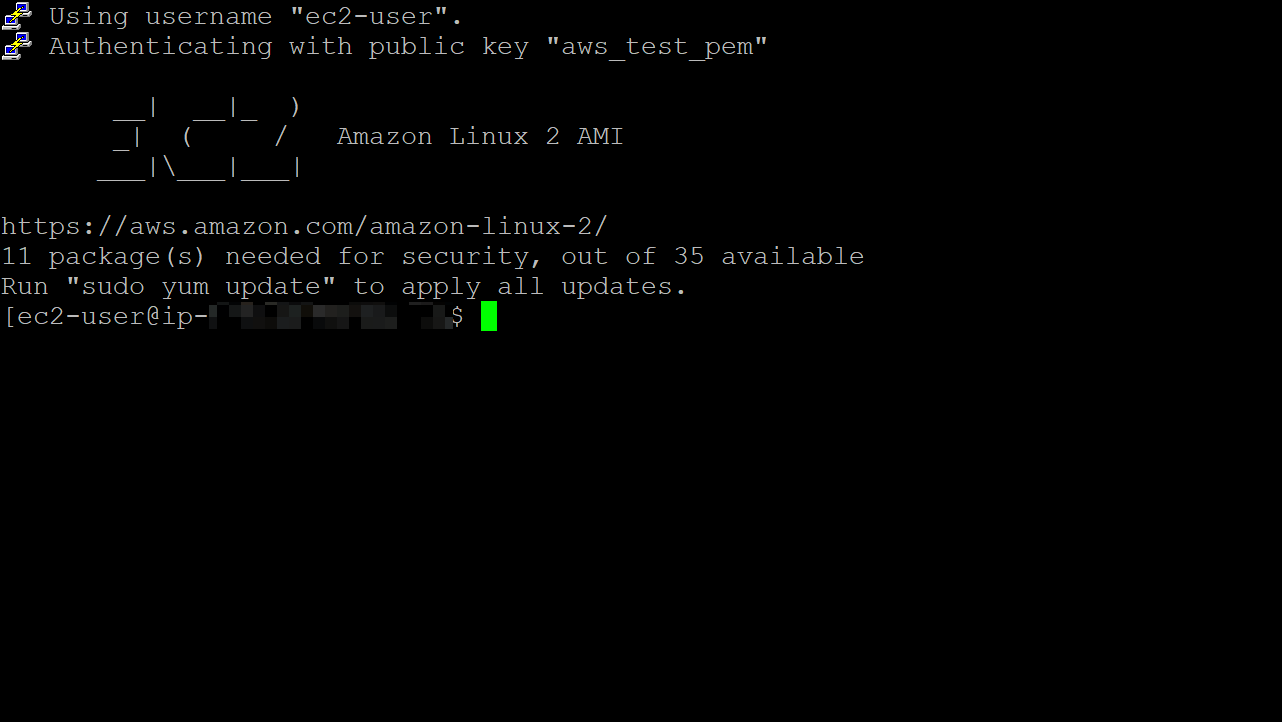 Using username "ec2-user".
Authenticating with public key "aws_test_pem"
       __|  __|_  )
       _|  (     /   Amazon Linux 2 AMI
      ___|\___|___|
https://aws.amazon.com/amazon-linux-2/
11 package(s) needed for security, out of 35 available
Run "sudo yum update" to apply all updates.
[ec2-user@ip- $